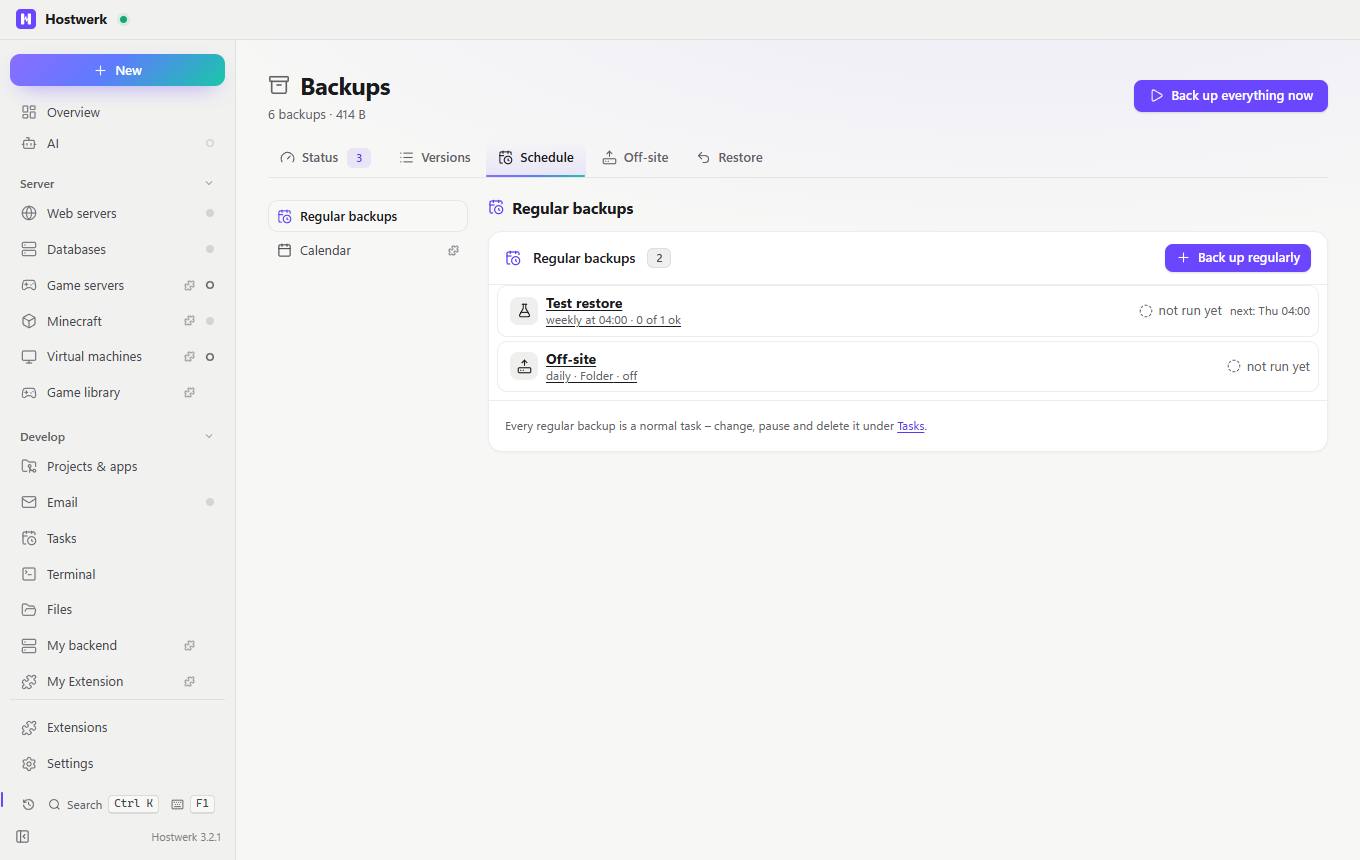 Hostwerk
New
Overview
AI
Server
Web servers
Databases
Game servers
Minecraft
Virtual machines
Game library
Develop
Projects & apps
Email
Tasks
Terminal
Files
My backend
My Extension
Extensions
Settings
Search Ctrl K F1
Hostwerk 3.2.1
Backups
6 backups · 414 B
Back up everything now
Status 3 Versions Schedule Off-site Restore
Regular backups
Calendar
Regular backups
Regular backups 2 Back up regularly
Test restore
weekly at 04:00 · 0 of 1 ok
not run yet next: Thu 04:00
Off-site
daily · Folder · off
not run yet
Every regular backup is a normal task – change, pause and delete it under Tasks.